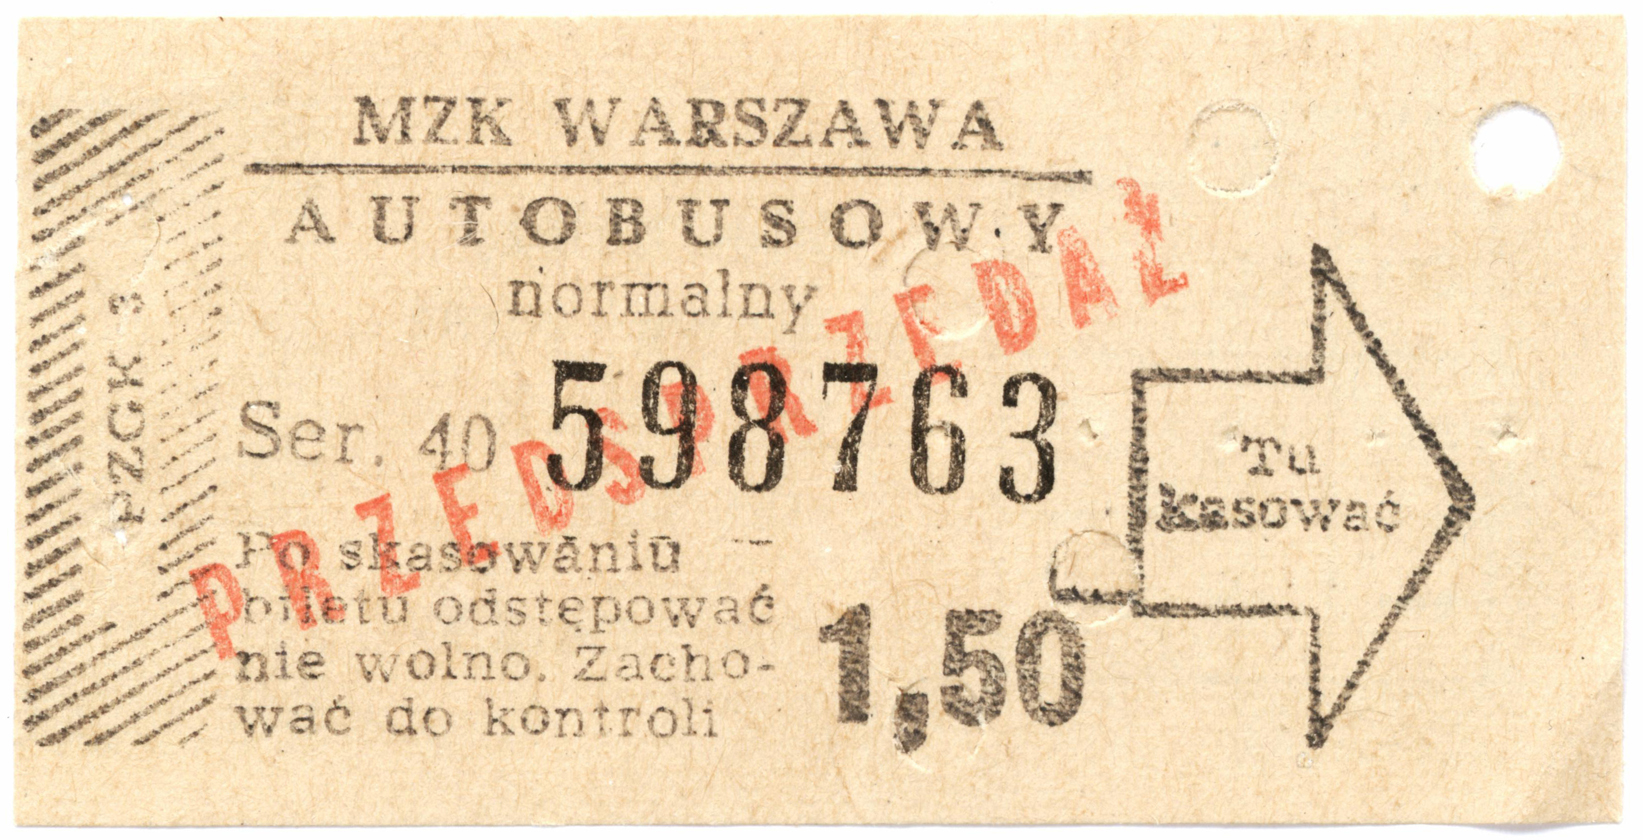 MZK WARSZAWA
AUTOBUSOWY
normalny
Ser. 40 598763
PRZEDSPRZEDAŻ
Po skasowaniu
biletu odstępować
nie wolno. Zacho-
wać do kontroli
1,50
Tu
kasować
PZGK 3